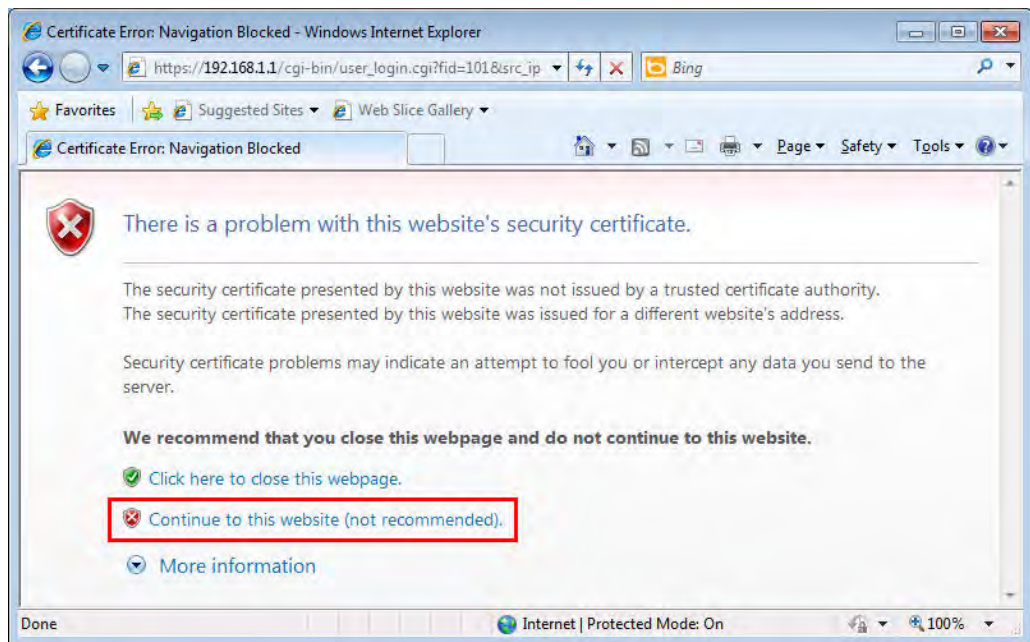 Certificate Error: Navigation Blocked - Windows Internet Explorer
https://192.168.1.1/cgi-bin/user_login.cgi?fid=101&src_ip
Bing
Favorites
Suggested Sites
Web Slice Gallery
Certificate Error: Navigation Blocked
Page
Safety
Tools
There is a problem with this website's security certificate.
The security certificate presented by this website was not issued by a trusted certificate authority.
The security certificate presented by this website was issued for a different website's address.
Security certificate problems may indicate an attempt to fool you or intercept any data you send to the
server.
We recommend that you close this webpage and do not continue to this website.
Click here to close this webpage.
Continue to this website (not recommended).
More information
Done
Internet | Protected Mode: On
100%